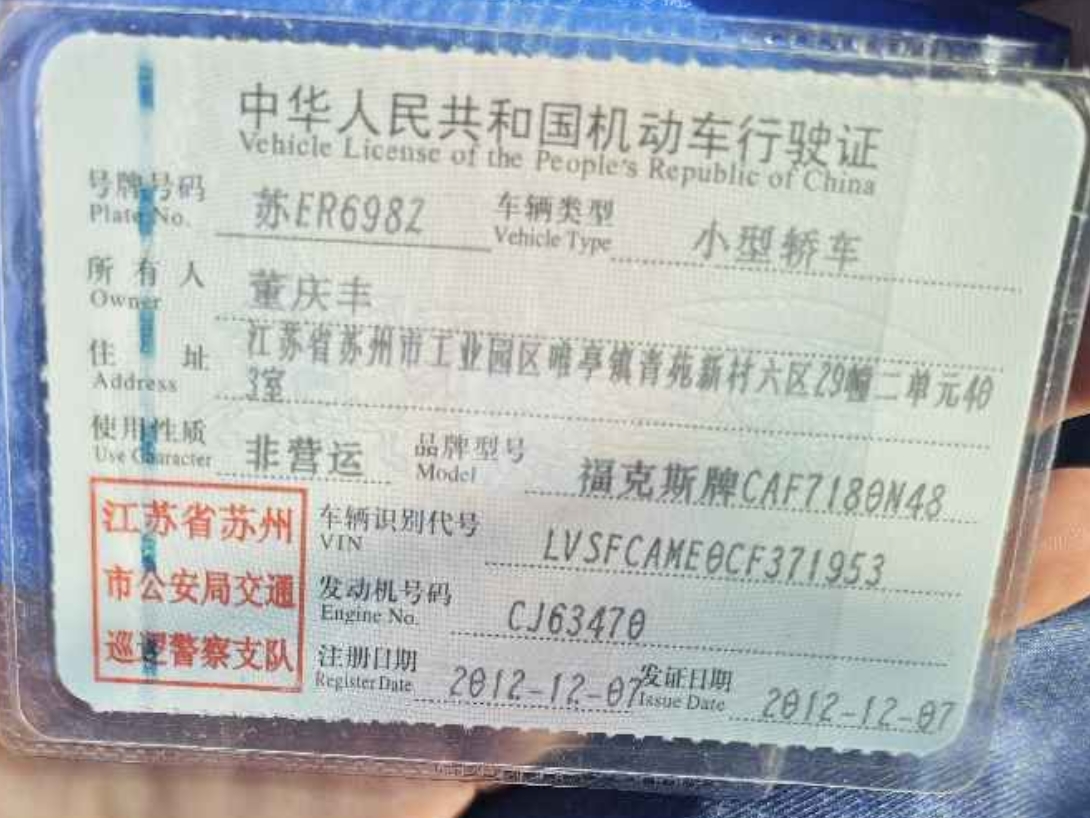 中华人民共和国机动车行驶证
Vehicle License of the People's Republic of China
号牌号码 苏ER6982 车辆类型 小型轿车
Plate No. Vehicle Type
所有人 董庆丰
Owner
住址 江苏省苏州市工业园区唯亭镇青苑新村六区29幢二单元40
Address 3室
使用性质 非营运 品牌型号 福克斯牌CAF7180N48
Use Character Model
江苏省苏州 车辆识别代号 LVSFCAME0CF371953
VIN
市公安局交通 发动机号码 CJ63470
Engine No.
巡逻警察支队 注册日期 2012-12-07 发证日期 2012-12-07
Register Date Issue Date